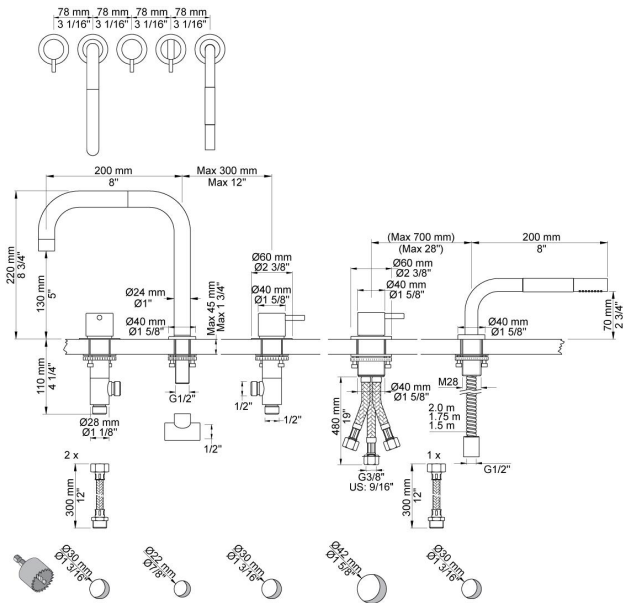 78 mm 78 mm 78 mm 78 mm
3 1/16" 3 1/16" 3 1/16" 3 1/16"
200 mm
8"
Max 300 mm
Max 12"
(Max 700 mm)
(Max 28")
200 mm
8"
220 mm
8 3/4"
130 mm
5"
Ø24 mm
Ø1"
Ø40 mm
Ø1 5/8"
Max 45 mm
Max 1 3/4"
Ø60 mm
Ø2 3/8"
Ø40 mm
Ø1 5/8"
Ø60 mm
Ø2 3/8"
Ø40 mm
Ø1 5/8"
Ø40 mm
Ø1 5/8"
70 mm
2 3/4"
110 mm
4 1/4"
Ø28 mm
Ø1 1/8"
G1/2"
1/2"
1/2"
1/2"
480 mm
19"
Ø40 mm
Ø1 5/8"
G3/8"
US: 9/16"
M28
2.0 m
1.75 m
1.5 m
G1/2"
2 x
300 mm
12"
1 x
300 mm
12"
Ø30 mm
Ø1 3/16"
Ø22 mm
Ø7/8"
Ø30 mm
Ø1 3/16"
Ø42 mm
Ø1 5/8"
Ø30 mm
Ø1 3/16"